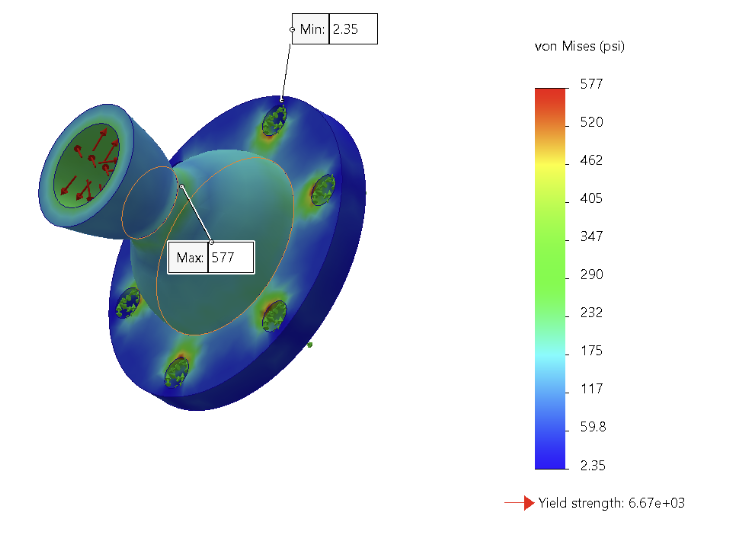 Min: 2.35
von Mises (psi)
577
520
462
405
347
290
232
175
117
59.8
2.35
Max: 577
Yield strength: 6.67e+03